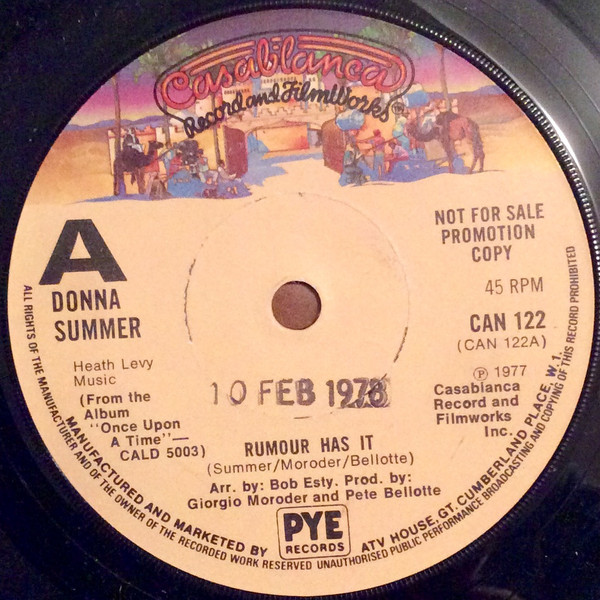 Casablanca
Record and FilmWorks ®
A
DONNA
SUMMER
NOT FOR SALE
PROMOTION
COPY
45 RPM
CAN 122
(CAN 122A)
Heath Levy
Music
(From the
Album
"Once Upon
A Time"—
CALD 5003)
℗ 1977
Casablanca
Record and
Filmworks
Inc.
10 FEB 1978
RUMOUR HAS IT
(Summer/Moroder/Bellotte)
Arr. by: Bob Esty. Prod. by:
Giorgio Moroder and Pete Bellotte
PYE
RECORDS
MANUFACTURED AND MARKETED BY
ATV HOUSE, GT. CUMBERLAND PLACE, W.1.
ALL RIGHTS OF THE MANUFACTURER AND OF THE OWNER OF THE RECORDED WORK RESERVED UNAUTHORISED PUBLIC PERFORMANCE BROADCASTING AND COPYING OF THIS RECORD PROHIBITED